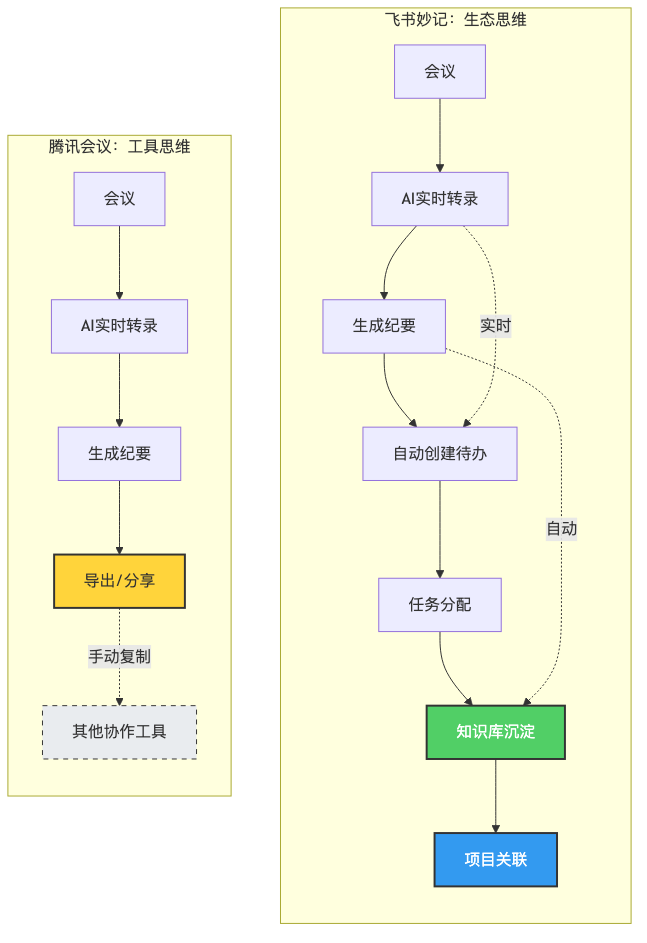 腾讯会议：工具思维
会议
AI实时转录
生成纪要
导出/分享
手动复制
其他协作工具
飞书妙记：生态思维
会议
AI实时转录
生成纪要
实时
自动创建待办
自动
任务分配
知识库沉淀
项目关联